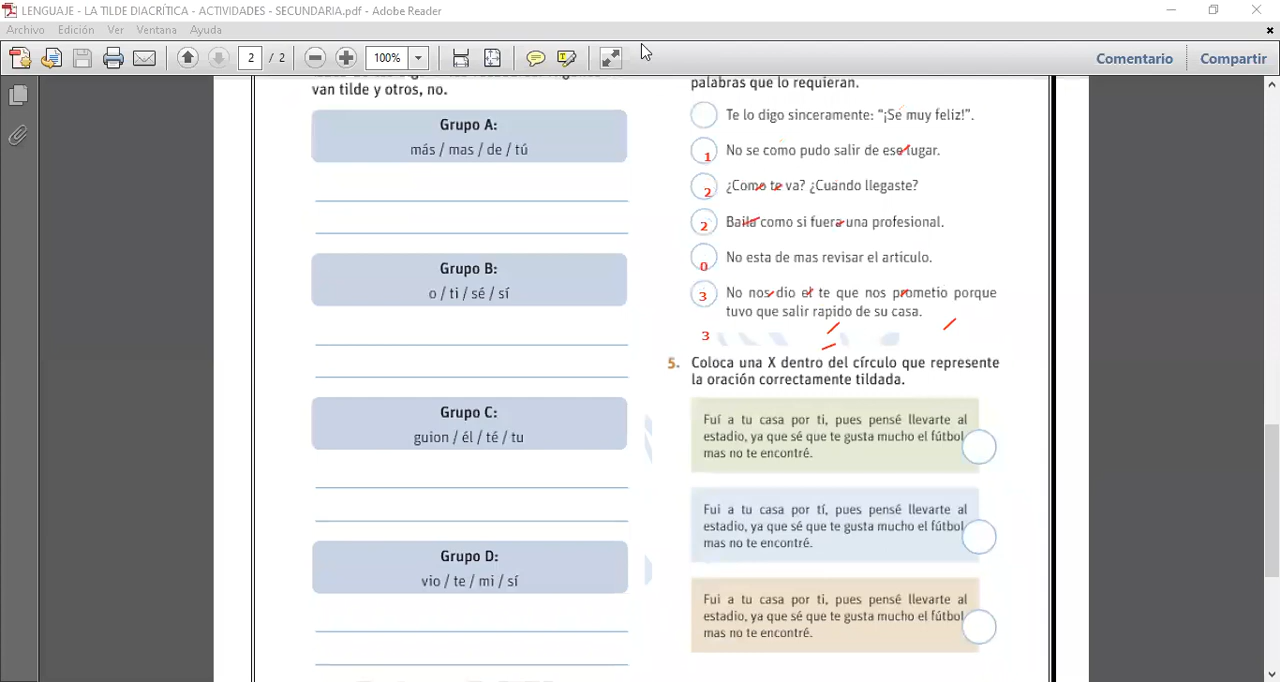 LENGUAJE - LA TILDE DIACRÍTICA - ACTIVIDADES - SECUNDARIA.pdf - Adobe Reader
Archivo Edición Ver Ventana Ayuda
2 / 2 100% Comentario Compartir
van tilde y otros, no.
Grupo A:
más / mas / de / tú
Grupo B:
o / ti / sé / sí
Grupo C:
guion / él / té / tu
Grupo D:
vio / te / mi / sí
palabras que lo requieran.
Te lo digo sinceramente: “¡Se muy feliz!”.
1 No se como pudo salir de ese lugar.
2 ¿Como te va? ¿Cuando llegaste?
2 Baila como si fuera una profesional.
0 No esta de mas revisar el articulo.
3 No nos dio el te que nos prometio porque
tuvo que salir rapido de su casa.
3
5. Coloca una X dentro del círculo que represente
la oración correctamente tildada.
Fuí a tu casa por ti, pues pensé llevarte al
estadio, ya que sé que te gusta mucho el fútbol
mas no te encontré.
Fui a tu casa por tí, pues pensé llevarte al
estadio, ya que sé que te gusta mucho el fútbol
mas no te encontré.
Fui a tu casa por ti, pues pensé llevarte al
estadio, ya que sé que te gusta mucho el fútbol
mas no te encontré.